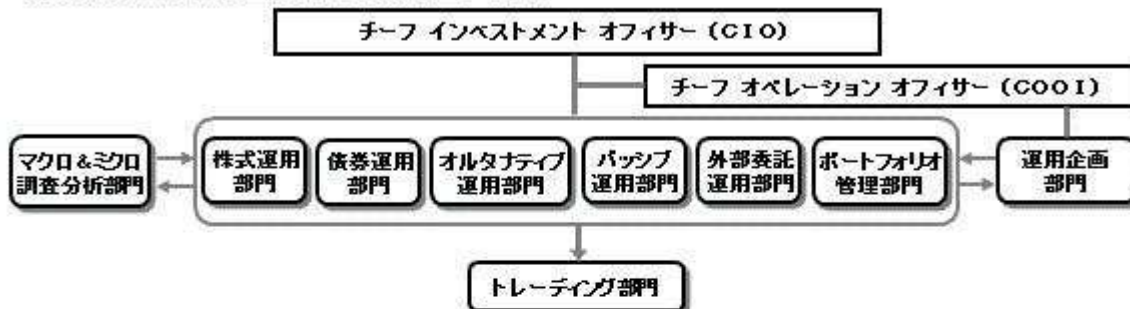 チーフ インベストメント オフィサー (CIO)
チーフ オペレーション オフィサー (COOI)
マクロ&ミクロ
調査分析部門
株式運用
部門
債券運用
部門
オルタナティブ
運用部門
パッシブ
運用部門
外部委託
運用部門
ポートフォリオ
管理部門
運用企画
部門
トレーディング部門